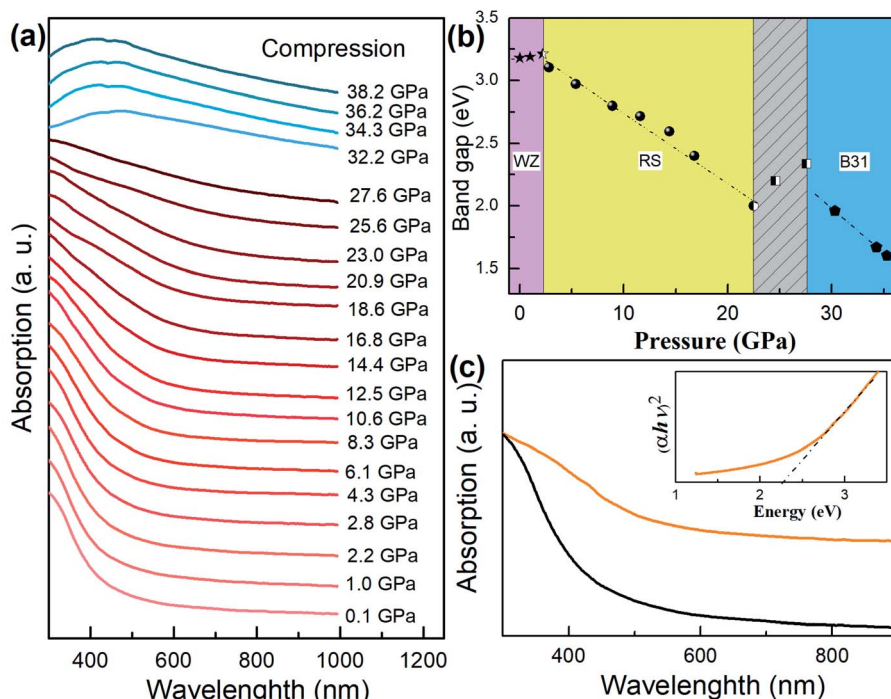 (a)
Compression
38.2 GPa
36.2 GPa
34.3 GPa
32.2 GPa
27.6 GPa
25.6 GPa
23.0 GPa
20.9 GPa
18.6 GPa
16.8 GPa
14.4 GPa
12.5 GPa
10.6 GPa
8.3 GPa
6.1 GPa
4.3 GPa
2.8 GPa
2.2 GPa
1.0 GPa
0.1 GPa
Absorption (a. u.)
400 600 800 1000 1200
Wavelenghth (nm)
(b)
3.5
3.0
2.5
2.0
1.5
Band gap (eV)
WZ RS B31
0 10 20 30
Pressure (GPa)
(c)
Absorption (a. u.)
(αhν)2
1 2 3
Energy (eV)
400 600 800
Wavelenghth (nm)